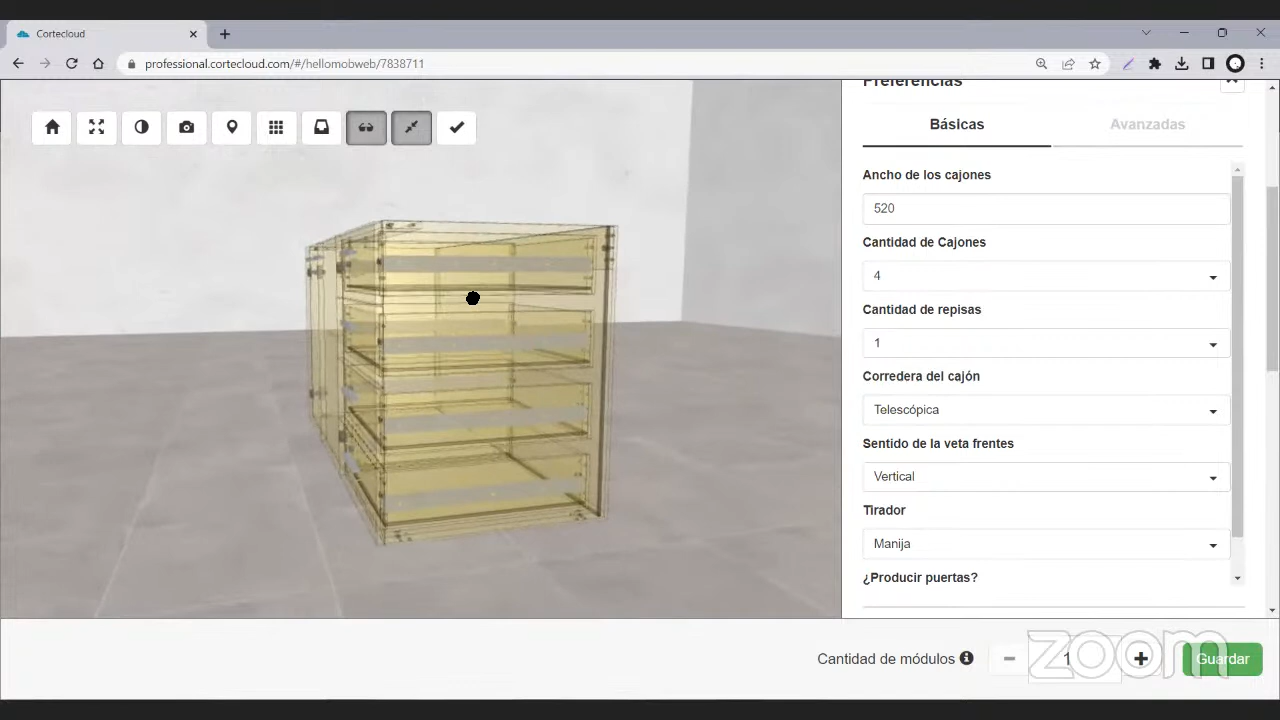 Cortecloud
professional.cortecloud.com/#/hellomobweb/7838711
Preferencias
Básicas
Avanzadas
Ancho de los cajones
520
Cantidad de Cajones
4
Cantidad de repisas
1
Corredera del cajón
Telescópica
Sentido de la veta frentes
Vertical
Tirador
Manija
¿Producir puertas?
Cantidad de módulos
1
Guardar
zoom